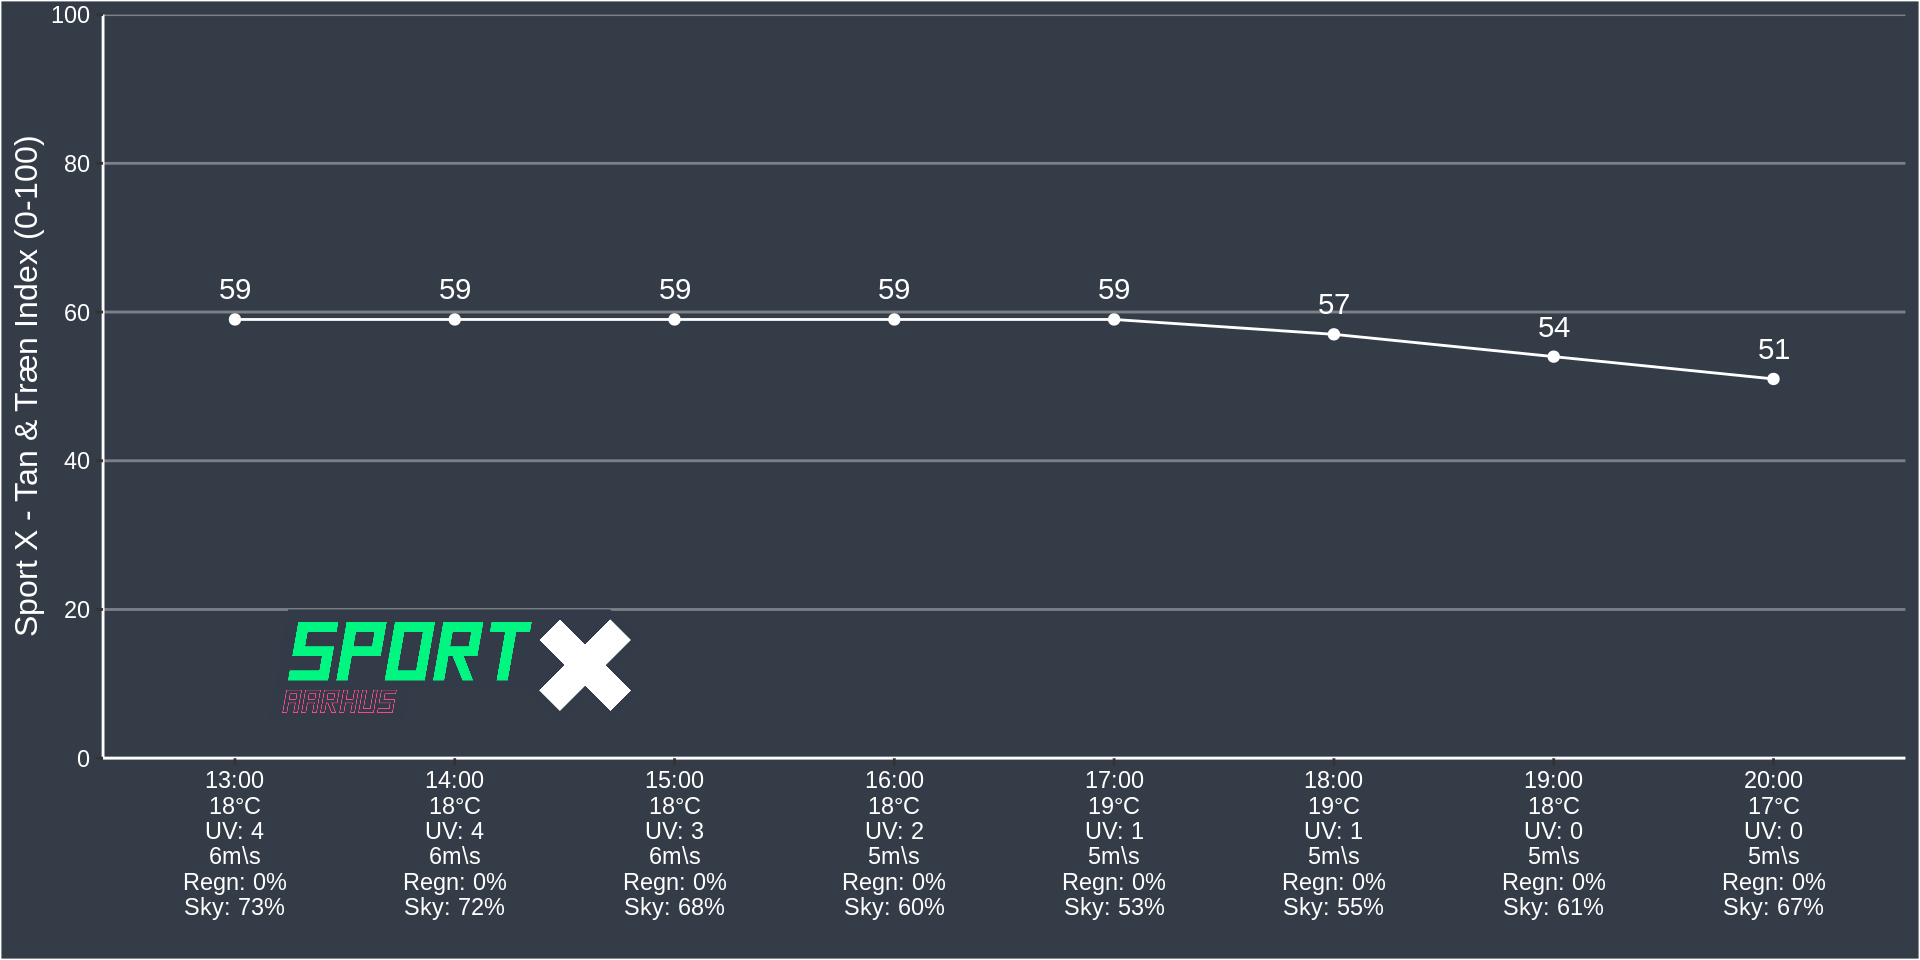 Sport X - Tan & Træn Index (0-100)
100
80
60
40
20
0
59
59
59
59
59
57
54
51
SPORT X
AARHUS
13:00
18°C
UV: 4
6m\s
Regn: 0%
Sky: 73%
14:00
18°C
UV: 4
6m\s
Regn: 0%
Sky: 72%
15:00
18°C
UV: 3
6m\s
Regn: 0%
Sky: 68%
16:00
18°C
UV: 2
5m\s
Regn: 0%
Sky: 60%
17:00
19°C
UV: 1
5m\s
Regn: 0%
Sky: 53%
18:00
19°C
UV: 1
5m\s
Regn: 0%
Sky: 55%
19:00
18°C
UV: 0
5m\s
Regn: 0%
Sky: 61%
20:00
17°C
UV: 0
5m\s
Regn: 0%
Sky: 67%